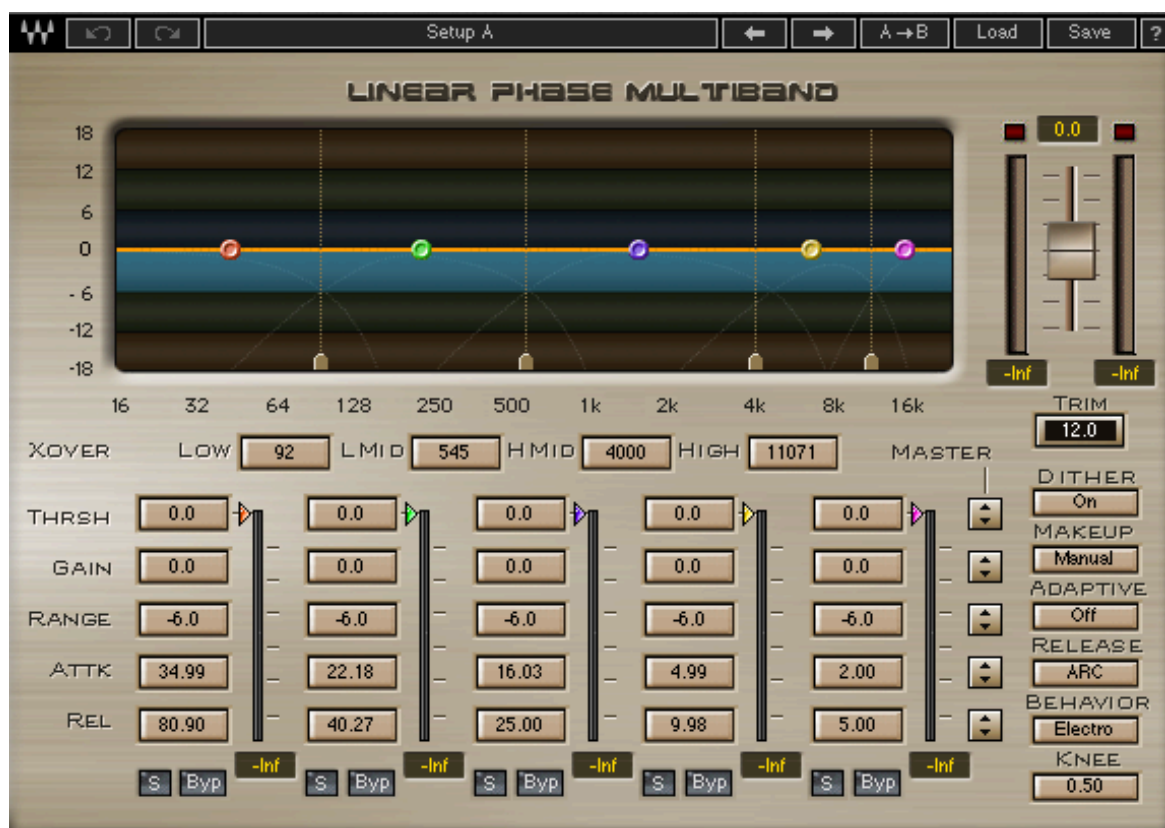 Setup A A→B Load Save ?
LINEAR PHASE MULTIBAND
18
12
6
0
-6
-12
-18
0.0
-Inf -Inf
16 32 64 128 250 500 1k 2k 4k 8k 16k
TRIM
12.0
XOVER LOW 92 LMID 545 HMID 4000 HIGH 11071 MASTER
DITHER
On
THRSH 0.0 0.0 0.0 0.0 0.0
MAKEUP
Manual
GAIN 0.0 0.0 0.0 0.0 0.0
ADAPTIVE
Off
RANGE -6.0 -6.0 -6.0 -6.0 -6.0
RELEASE
ARC
ATTK 34.99 22.18 16.03 4.99 2.00
BEHAVIOR
Electro
REL 80.90 40.27 25.00 9.98 5.00
KNEE
0.50
-Inf -Inf -Inf -Inf -Inf
S Byp S Byp S Byp S Byp S Byp